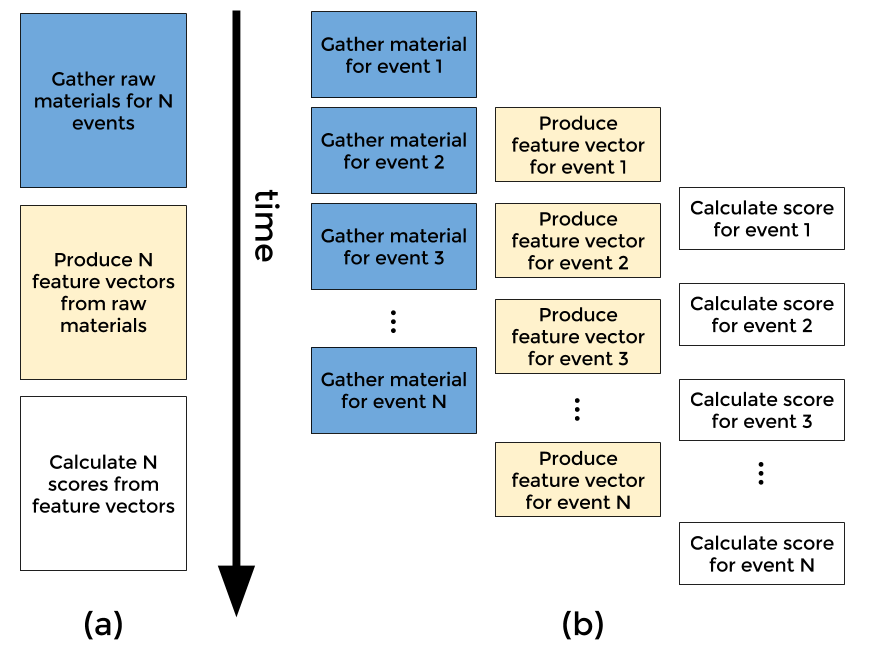 Gather raw
materials for N
events
Produce N
feature vectors
from raw
materials
Calculate N
scores from
feature vectors
(a)
time
Gather material
for event 1
Gather material
for event 2
Gather material
for event 3
⋮
Gather material
for event N
Produce
feature vector
for event 1
Produce
feature vector
for event 2
Produce
feature vector
for event 3
⋮
Produce
feature vector
for event N
Calculate score
for event 1
Calculate score
for event 2
Calculate score
for event 3
⋮
Calculate score
for event N
(b)